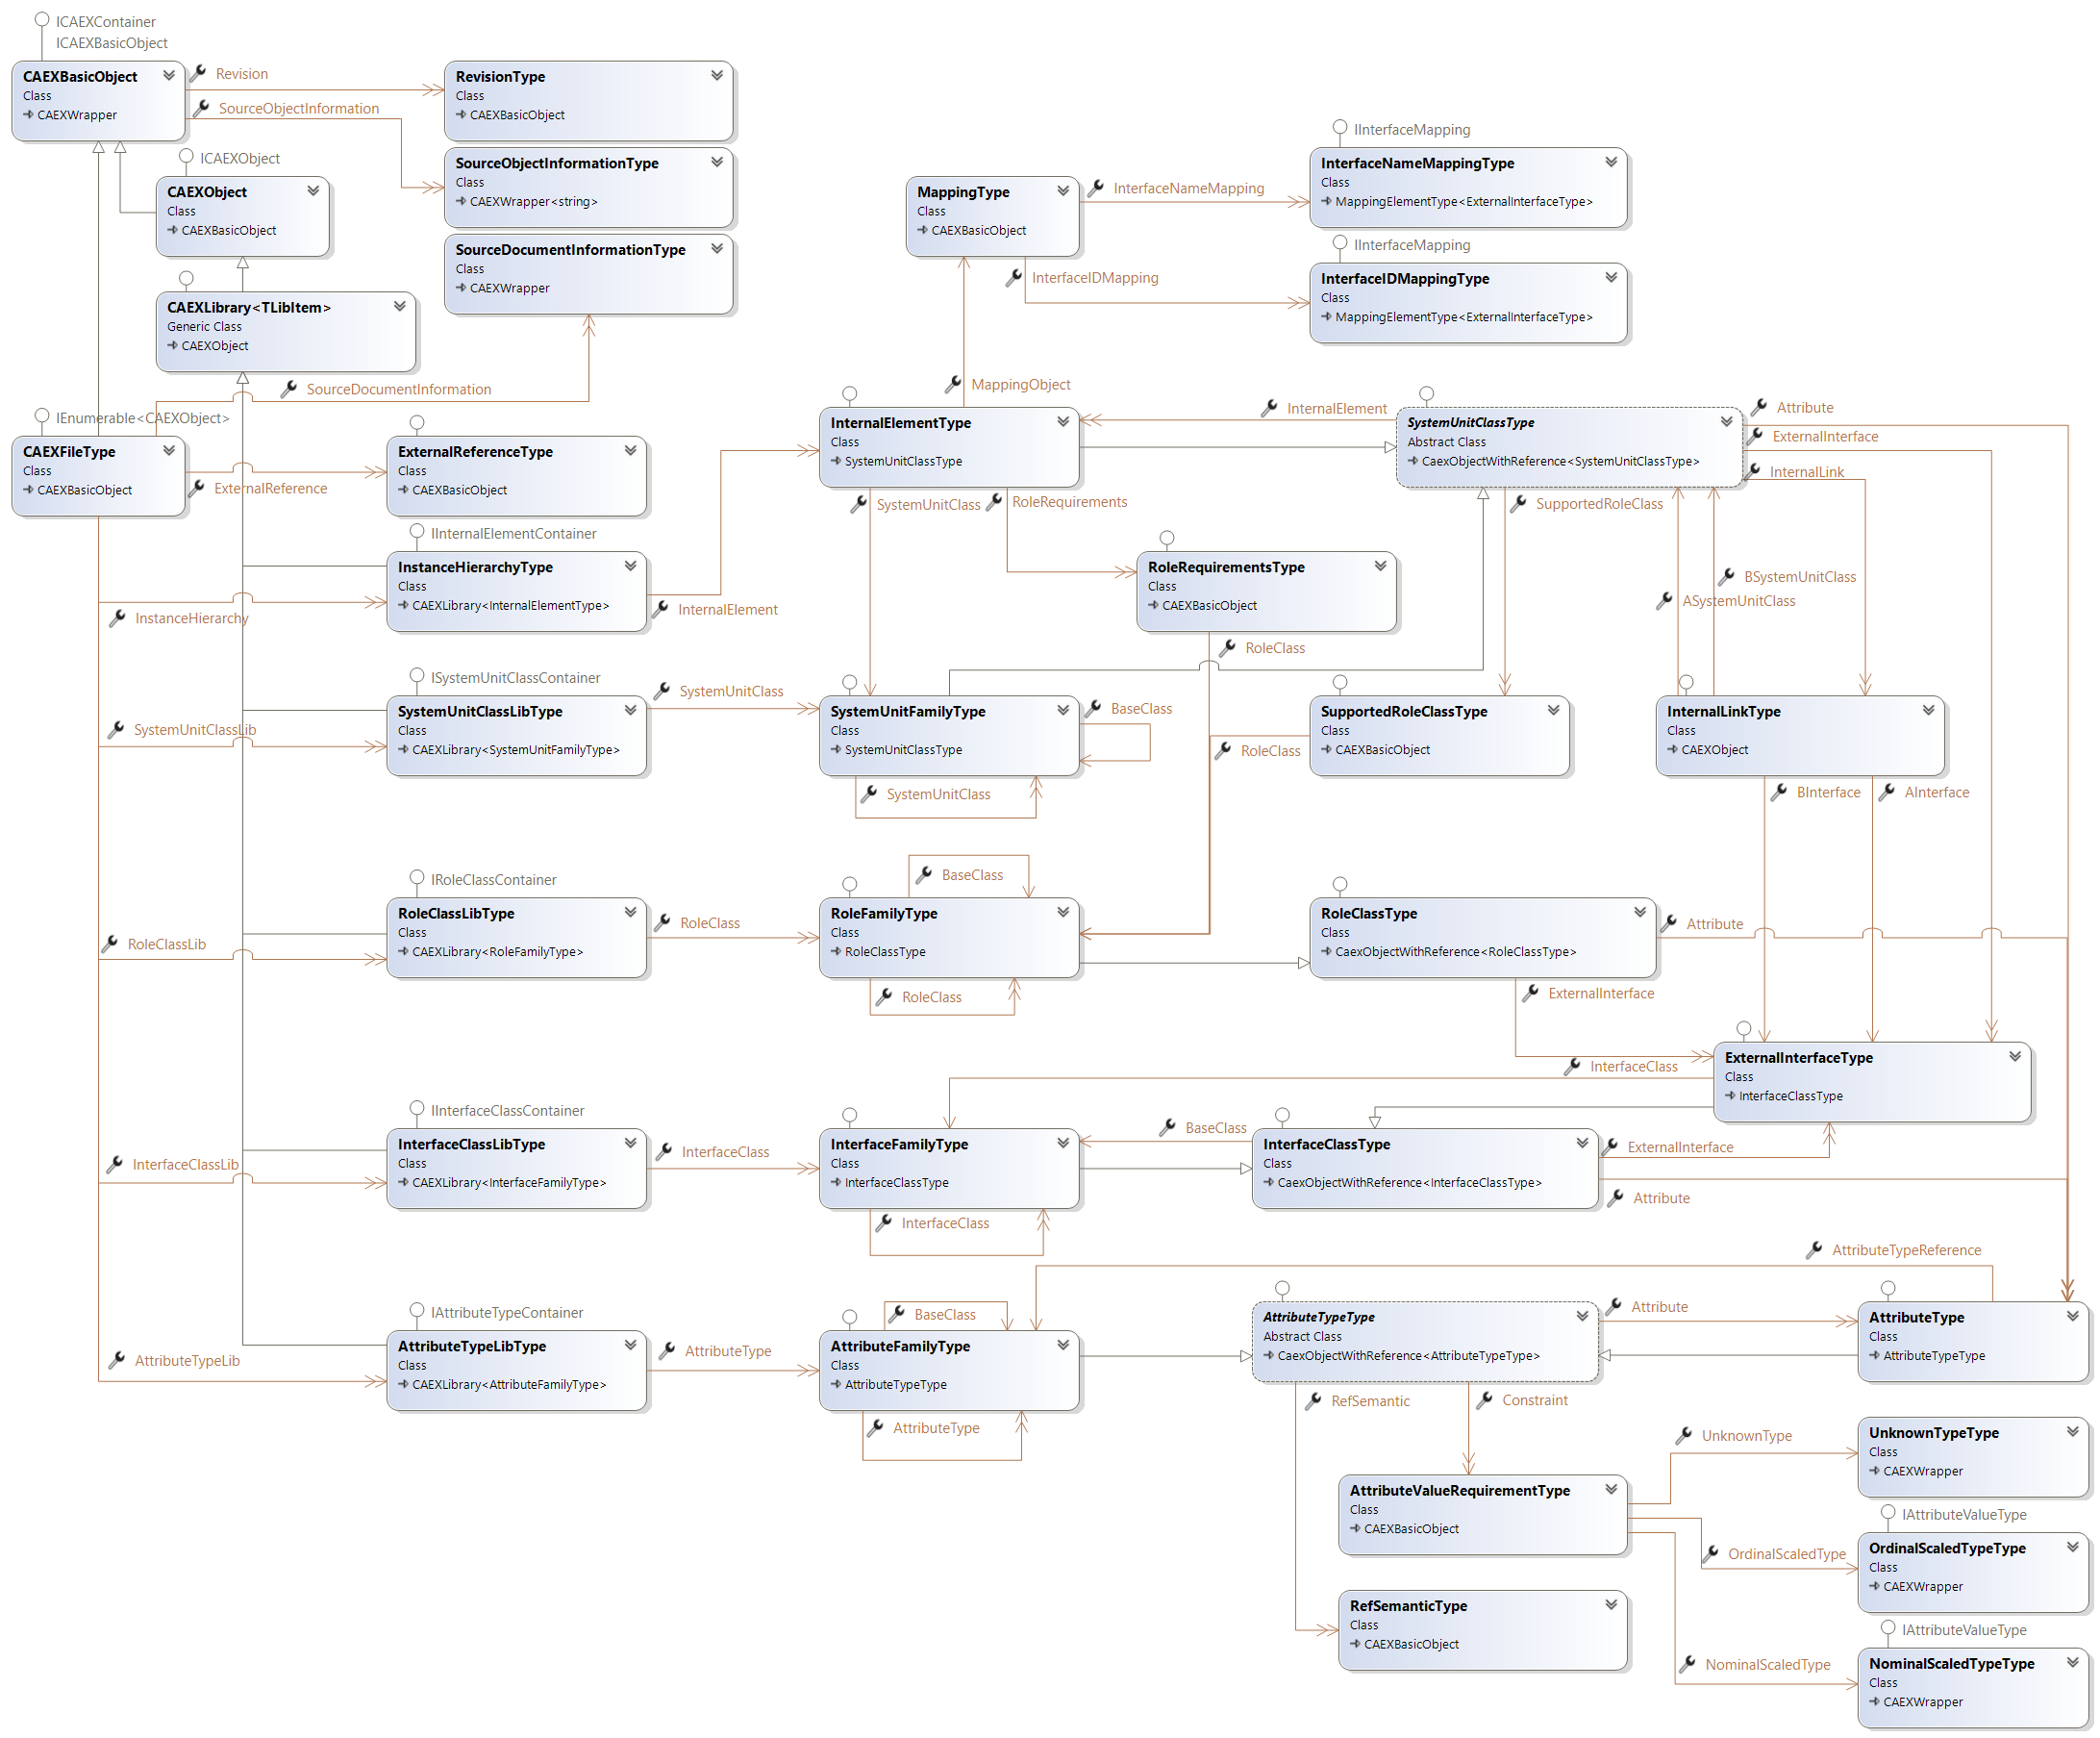 ICAEXContainer
ICAEXBasicObject
CAEXBasicObject
Class
CAEXWrapper
Revision
SourceObjectInformation
RevisionType
Class
CAEXBasicObject
ICAEXObject
CAEXObject
Class
CAEXBasicObject
SourceObjectInformationType
Class
CAEXWrapper<string>
SourceDocumentInformationType
Class
CAEXWrapper
CAEXLibrary<TLibItem>
Generic Class
CAEXObject
SourceDocumentInformation
MappingType
Class
CAEXBasicObject
InterfaceNameMapping
InterfaceIDMapping
IInterfaceMapping
InterfaceNameMappingType
Class
MappingElementType<ExternalInterfaceType>
IInterfaceMapping
InterfaceIDMappingType
Class
MappingElementType<ExternalInterfaceType>
MappingObject
IEnumerable<CAEXObject>
CAEXFileType
Class
CAEXBasicObject
ExternalReference
ExternalReferenceType
Class
CAEXBasicObject
InternalElementType
Class
SystemUnitClassType
InternalElement
SystemUnitClassType
Abstract Class
CaexObjectWithReference<SystemUnitClassType>
Attribute
ExternalInterface
InternalLink
SystemUnitClass
RoleRequirements
SupportedRoleClass
IInternalElementContainer
InstanceHierarchyType
Class
CAEXLibrary<InternalElementType>
InstanceHierarchy
InternalElement
RoleRequirementsType
Class
CAEXBasicObject
BSystemUnitClass
ASystemUnitClass
RoleClass
ISystemUnitClassContainer
SystemUnitClassLibType
Class
CAEXLibrary<SystemUnitFamilyType>
SystemUnitClassLib
SystemUnitClass
SystemUnitFamilyType
Class
SystemUnitClassType
BaseClass
SystemUnitClass
RoleClass
SupportedRoleClassType
Class
CAEXBasicObject
InternalLinkType
Class
CAEXObject
BInterface
AInterface
IRoleClassContainer
RoleClassLibType
Class
CAEXLibrary<RoleFamilyType>
RoleClassLib
RoleClass
BaseClass
RoleFamilyType
Class
RoleClassType
RoleClass
RoleClassType
Class
CaexObjectWithReference<RoleClassType>
Attribute
ExternalInterface
InterfaceClass
ExternalInterfaceType
Class
InterfaceClassType
IInterfaceClassContainer
InterfaceClassLibType
Class
CAEXLibrary<InterfaceFamilyType>
InterfaceClassLib
InterfaceClass
InterfaceFamilyType
Class
InterfaceClassType
InterfaceClass
BaseClass
InterfaceClassType
Class
CaexObjectWithReference<InterfaceClassType>
ExternalInterface
Attribute
AttributeTypeReference
IAttributeTypeContainer
AttributeTypeLibType
Class
CAEXLibrary<AttributeFamilyType>
AttributeTypeLib
AttributeType
BaseClass
AttributeFamilyType
Class
AttributeTypeType
AttributeType
AttributeTypeType
Abstract Class
CaexObjectWithReference<AttributeTypeType>
Attribute
AttributeType
Class
AttributeTypeType
RefSemantic
Constraint
AttributeValueRequirementType
Class
CAEXBasicObject
UnknownType
UnknownTypeType
Class
CAEXWrapper
IAttributeValueType
OrdinalScaledType
OrdinalScaledTypeType
Class
CAEXWrapper
RefSemanticType
Class
CAEXBasicObject
IAttributeValueType
NominalScaledType
NominalScaledTypeType
Class
CAEXWrapper